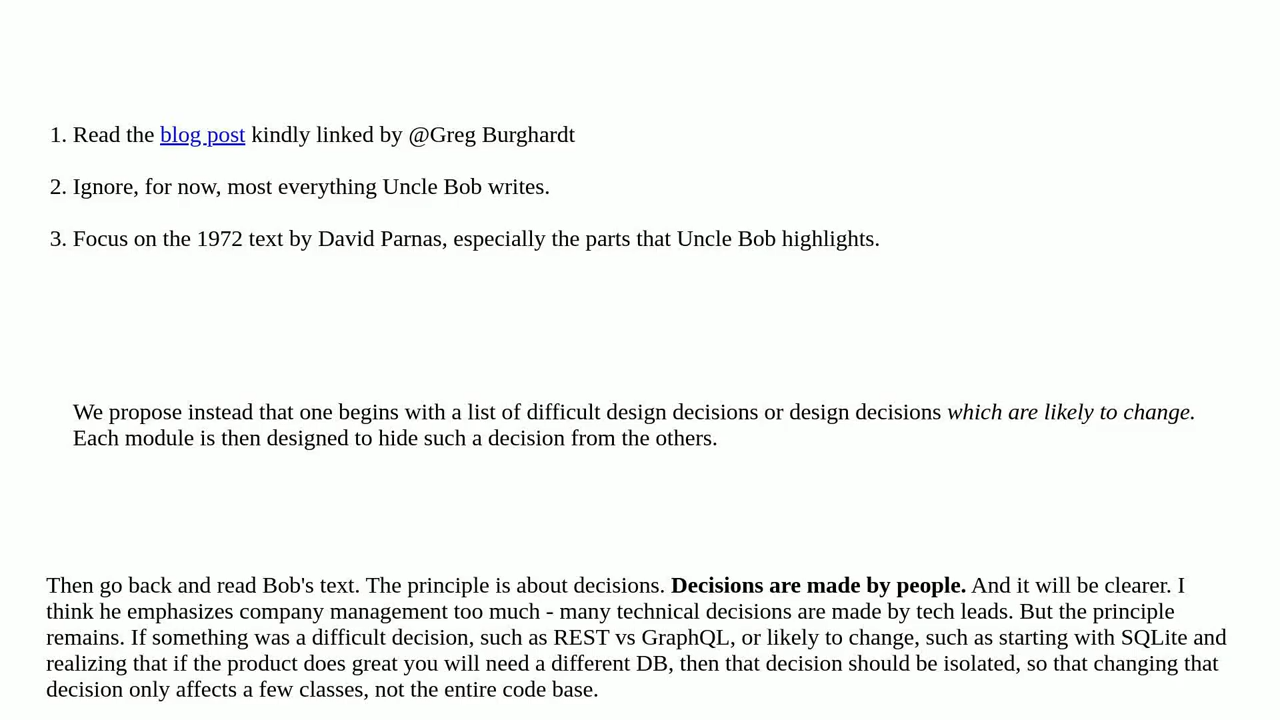 1. Read the blog post kindly linked by @Greg Burghardt
2. Ignore, for now, most everything Uncle Bob writes.
3. Focus on the 1972 text by David Parnas, especially the parts that Uncle Bob highlights.
We propose instead that one begins with a list of difficult design decisions or design decisions which are likely to change.
Each module is then designed to hide such a decision from the others.
Then go back and read Bob's text. The principle is about decisions. Decisions are made by people. And it will be clearer. I
think he emphasizes company management too much - many technical decisions are made by tech leads. But the principle
remains. If something was a difficult decision, such as REST vs GraphQL, or likely to change, such as starting with SQLite and
realizing that if the product does great you will need a different DB, then that decision should be isolated, so that changing that
decision only affects a few classes, not the entire code base.